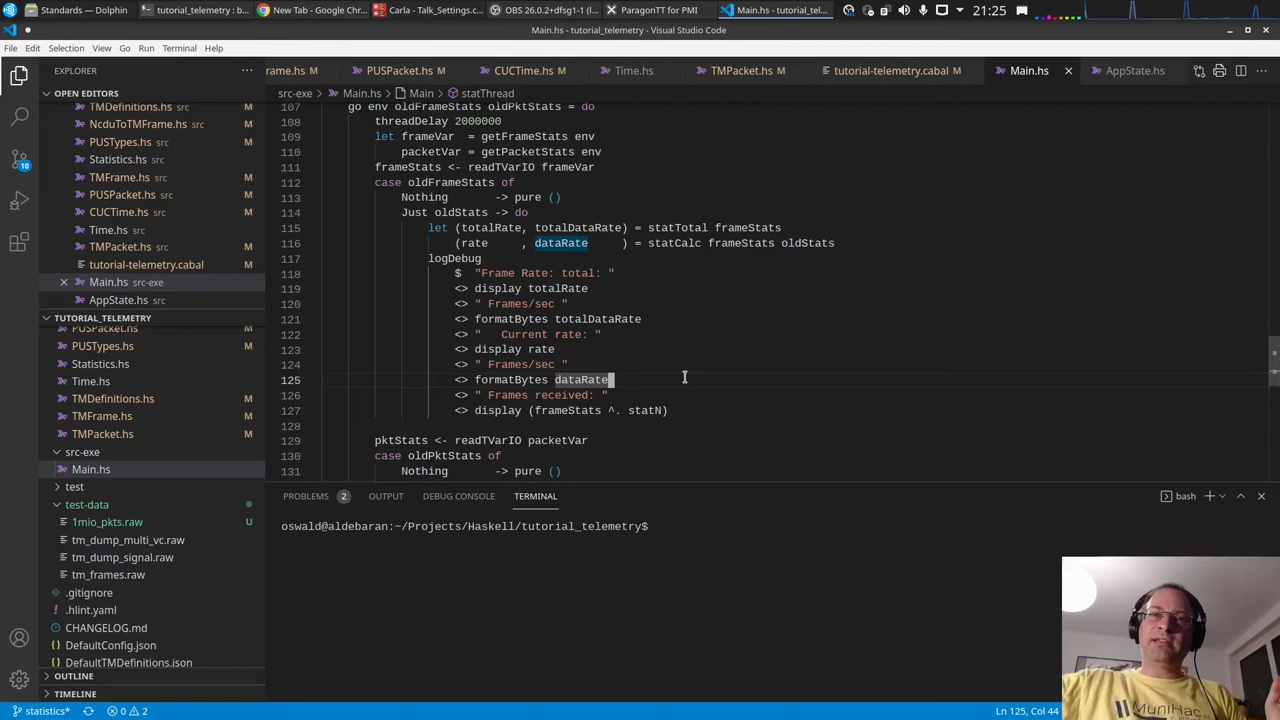 Standards — Dolphin
tutorial_telemetry : b...
New Tab - Google Chr...
Carla - Talk_Settings.c...
OBS 26.0.2+dfsg1-1 (l...
ParagonTT for PMI
Main.hs - tutorial_tel...
21:25
Main.hs - tutorial_telemetry - Visual Studio Code
File Edit Selection View Go Run Terminal Help
EXPLORER
rame.hs M PUSPacket.hs M CUCTime.hs M Time.hs TMPacket.hs M tutorial-telemetry.cabal M Main.hs AppState.hs
OPEN EDITORS
src-exe > Main.hs > Main > statThread
TMDefinitions.hs src M
NcduToTMFrame.hs M
PUSTypes.hs src M
Statistics.hs src
TMFrame.hs src M
PUSPacket.hs src M
CUCTime.hs src M
Time.hs src
TMPacket.hs src M
tutorial-telemetry.cabal M
Main.hs src-exe
AppState.hs src
TUTORIAL_TELEMETRY
PUSPacket.hs M
PUSTypes.hs M
Statistics.hs
Time.hs
TMDefinitions.hs M
TMFrame.hs M
TMPacket.hs M
src-exe
Main.hs
test
test-data
1mio_pkts.raw U
tm_dump_multi_vc.raw
tm_dump_signal.raw
tm_frames.raw
.gitignore
.hlint.yaml
CHANGELOG.md
DefaultConfig.json
DefaultTMDefinitions.json
OUTLINE
TIMELINE
107 go env oldFrameStats oldPktStats = do
108 threadDelay 2000000
109 let frameVar = getFrameStats env
110 packetVar = getPacketStats env
111 frameStats <- readTVarIO frameVar
112 case oldFrameStats of
113 Nothing -> pure ()
114 Just oldStats -> do
115 let (totalRate, totalDataRate) = statTotal frameStats
116 (rate , dataRate ) = statCalc frameStats oldStats
117 logDebug
118 $ "Frame Rate: total: "
119 <> display totalRate
120 <> " Frames/sec "
121 <> formatBytes totalDataRate
122 <> " Current rate: "
123 <> display rate
124 <> " Frames/sec "
125 <> formatBytes dataRate
126 <> " Frames received: "
127 <> display (frameStats ^. statN)
128
129 pktStats <- readTVarIO packetVar
130 case oldPktStats of
131 Nothing -> pure ()
PROBLEMS 2 OUTPUT DEBUG CONSOLE TERMINAL
bash
oswald@aldebaran:~/Projects/Haskell/tutorial_telemetry$
10
MuniHac
statistics* 0 2
Ln 125, Col 44